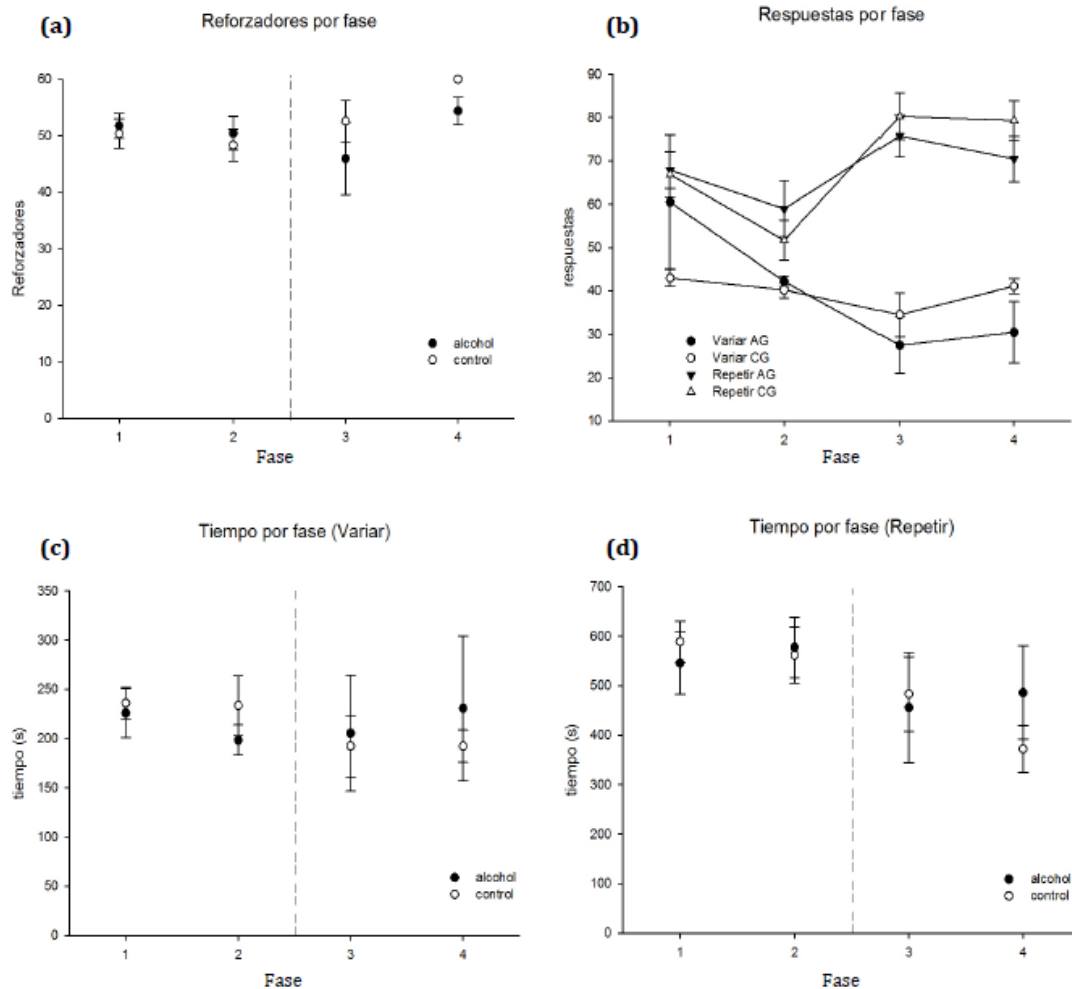 (a)
Reforzadores por fase
60
50
40
30
20
10
0
Reforzadores
alcohol
control
1 2 3 4
Fase
(b)
Respuestas por fase
90
80
70
60
50
40
30
20
10
respuestas
Variar AG
Variar CG
Repetir AG
Repetir CG
1 2 3 4
Fase
(c)
Tiempo por fase (Variar)
350
300
250
200
150
100
50
0
tiempo (s)
alcohol
control
1 2 3 4
Fase
(d)
Tiempo por fase (Repetir)
700
600
500
400
300
200
100
0
tiempo (s)
alcohol
control
1 2 3 4
Fase